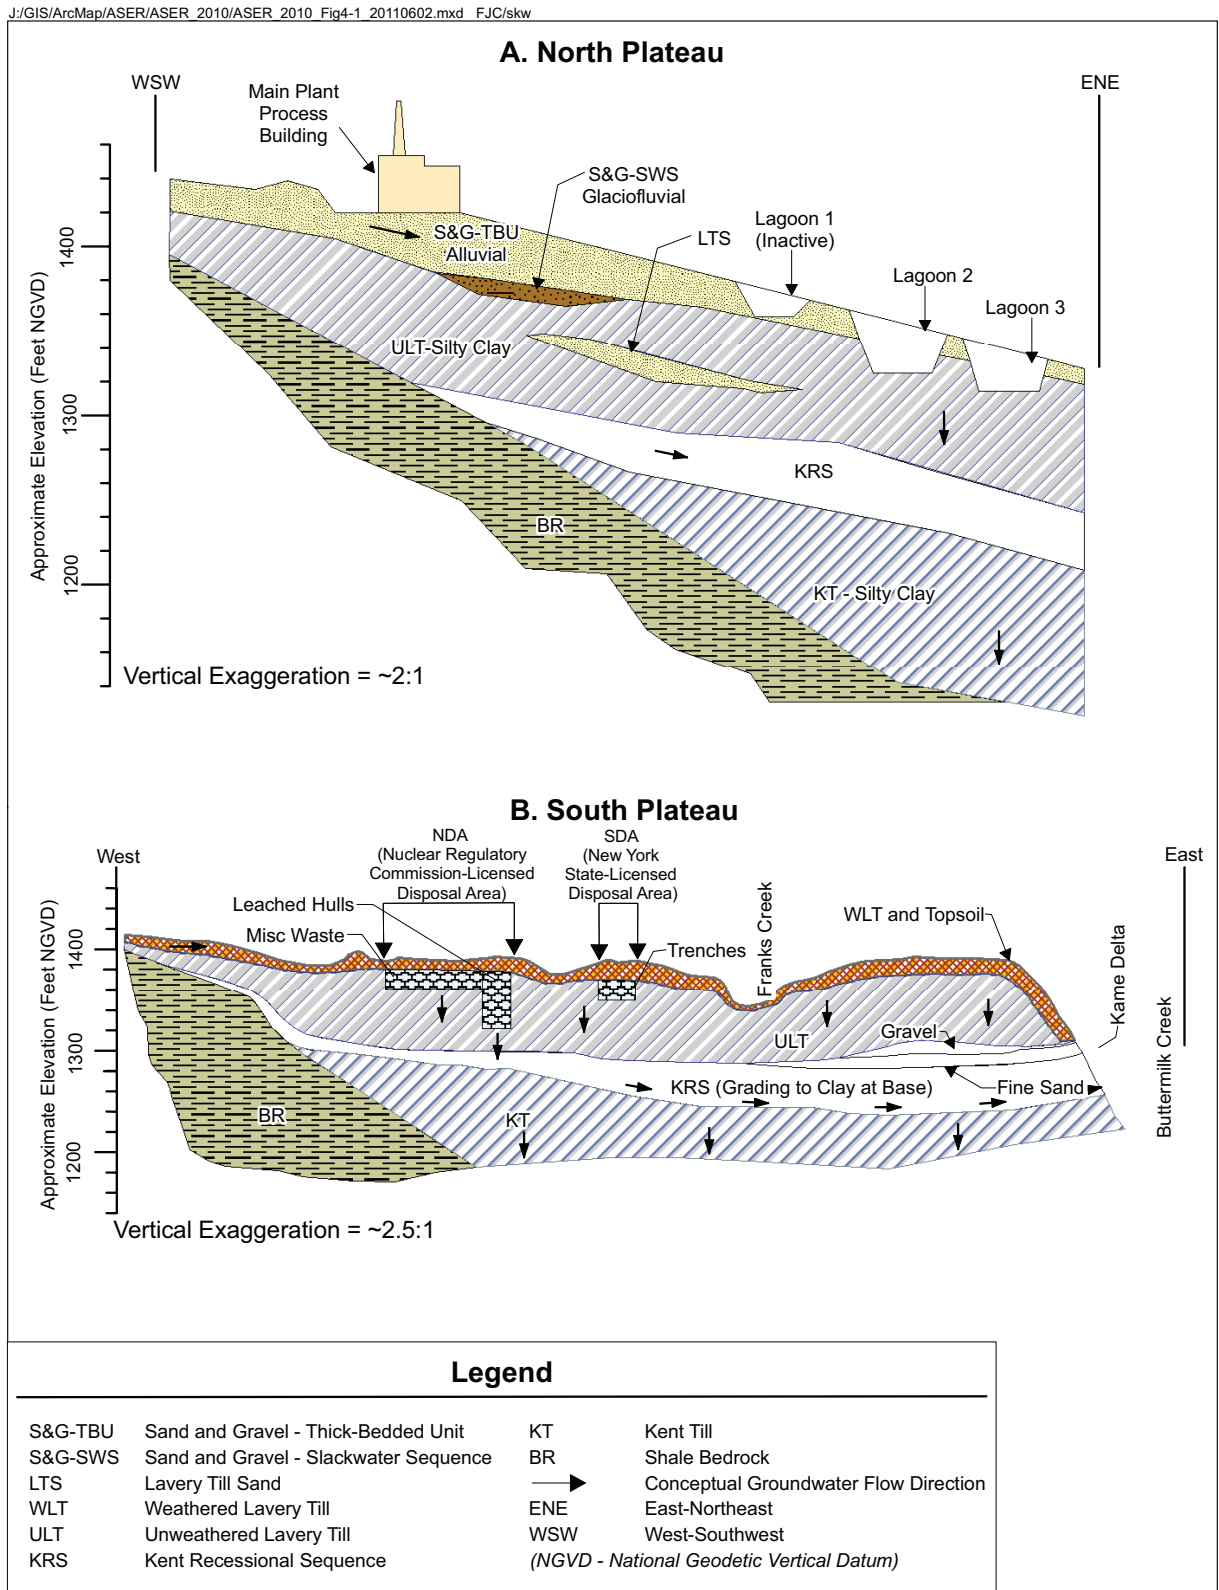 J:/GIS/ArcMap/ASER/ASER_2010/ASER_2010_Fig4-1_20110602.mxd FJC/skw
A. North Plateau
WSW
ENE
Main Plant
Process
Building
S&G-SWS
Glaciofluvial
LTS
Lagoon 1
(Inactive)
Lagoon 2
Lagoon 3
S&G-TBU
Alluvial
ULT-Silty Clay
KRS
BR
KT - Silty Clay
Approximate Elevation (Feet NGVD)
1400
1300
1200
Vertical Exaggeration = ~2:1
B. South Plateau
West
East
NDA
(Nuclear Regulatory
Commission-Licensed
Disposal Area)
SDA
(New York
State-Licensed
Disposal Area)
Leached Hulls
Misc Waste
Trenches
Franks Creek
WLT and Topsoil
Kame Delta
Buttermilk Creek
ULT
Gravel
KRS (Grading to Clay at Base)
Fine Sand
BR
KT
Approximate Elevation (Feet NGVD)
1400
1300
1200
Vertical Exaggeration = ~2.5:1
Legend
S&G-TBU Sand and Gravel - Thick-Bedded Unit
S&G-SWS Sand and Gravel - Slackwater Sequence
LTS Lavery Till Sand
WLT Weathered Lavery Till
ULT Unweathered Lavery Till
KRS Kent Recessional Sequence
KT Kent Till
BR Shale Bedrock
Conceptual Groundwater Flow Direction
ENE East-Northeast
WSW West-Southwest
(NGVD - National Geodetic Vertical Datum)